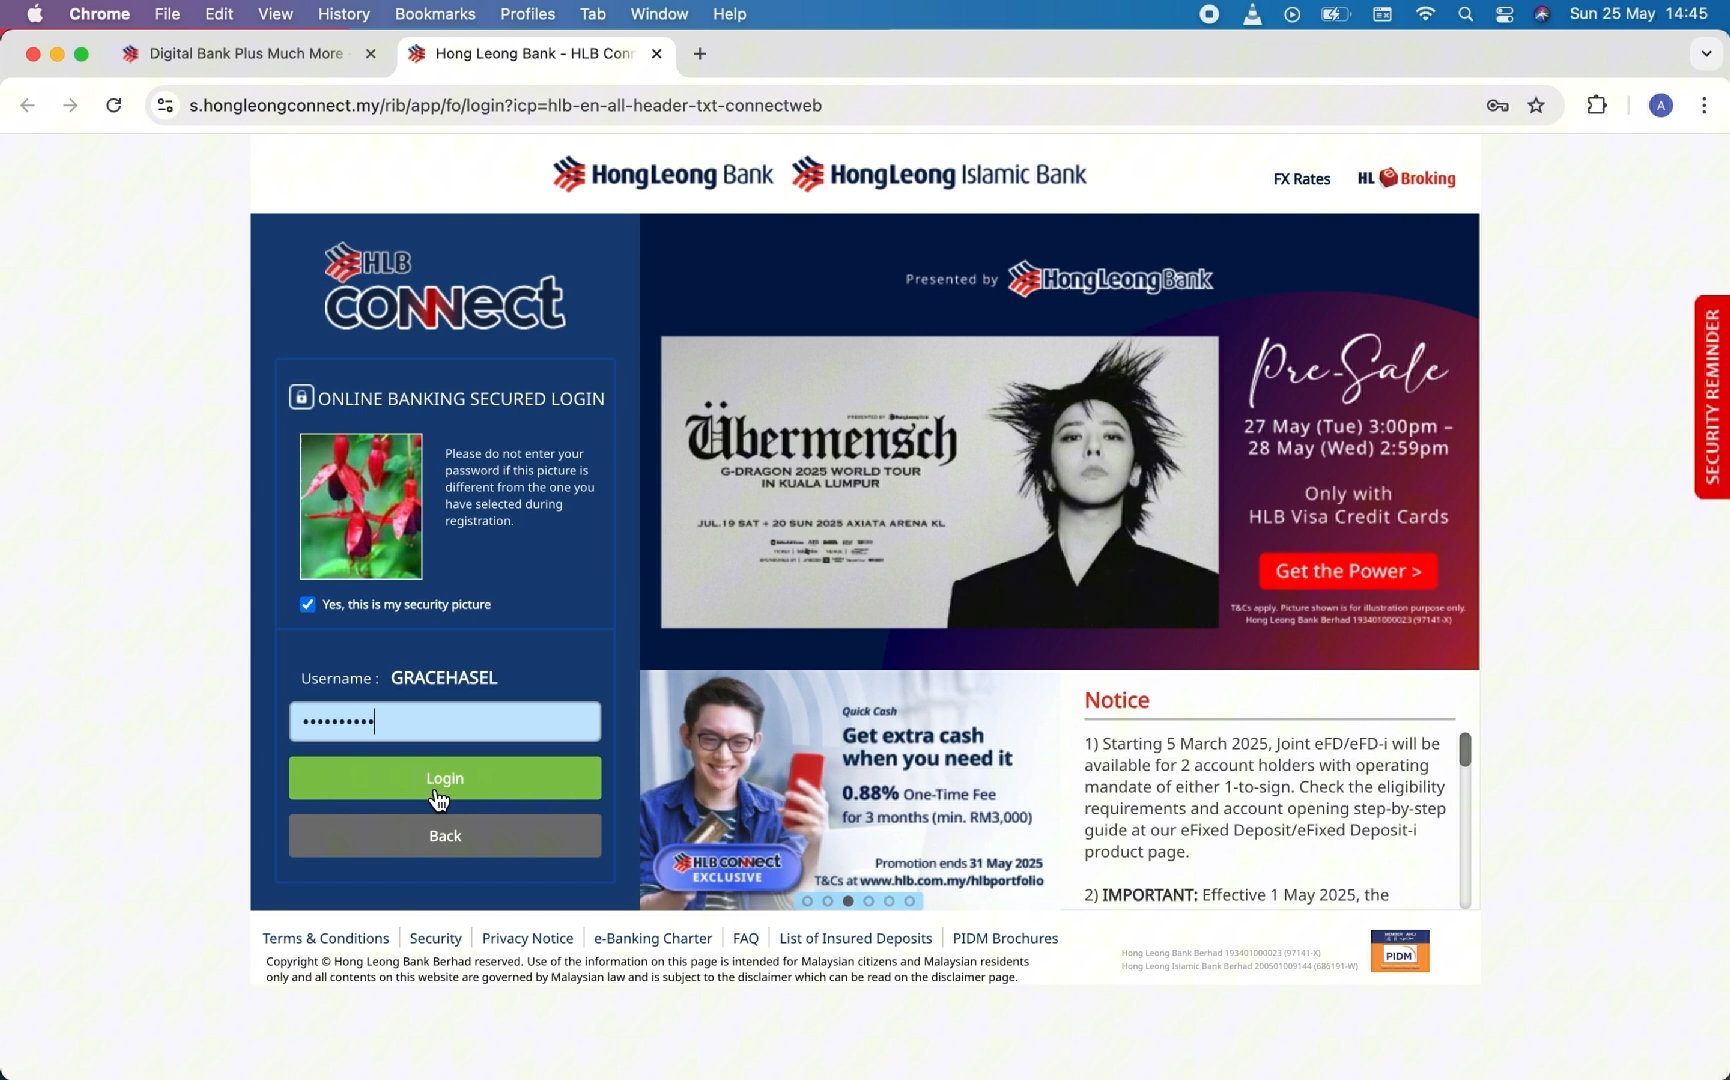 Chrome File Edit View History Bookmarks Profiles Tab Window Help Sun 25 May 14:45
Digital Bank Plus Much More
Hong Leong Bank - HLB Conn
s.hongleongconnect.my/rib/app/fo/login?icp=hlb-en-all-header-txt-connectweb
A
HongLeong Bank HongLeong Islamic Bank
FX Rates
HL e Broking
HLB
CONNECT
ONLINE BANKING SECURED LOGIN
Please do not enter your
password if this picture is
different from the one you
have selected during
registration.
Yes, this is my security picture
Username : GRACEHASEL
••••••••••
Login
Back
Presented by HongLeong Bank
Übermensch
G-DRAGON 2025 WORLD TOUR
IN KUALA LUMPUR
JUL.19 SAT + 20 SUN 2025 AXIATA ARENA KL
Pre-Sale
27 May (Tue) 3:00pm –
28 May (Wed) 2:59pm
Only with
HLB Visa Credit Cards
Get the Power >
T&Cs apply. Picture shown is for illustration purpose only.
Hong Leong Bank Berhad 193401000023 (97141-X)
SECURITY REMINDER
Quick Cash
Get extra cash
when you need it
0.88% One-Time Fee
for 3 months (min. RM3,000)
HLB CONNECT
EXCLUSIVE
Promotion ends 31 May 2025
T&Cs at www.hlb.com.my/hlbportfolio
Notice
1) Starting 5 March 2025, Joint eFD/eFD-i will be
available for 2 account holders with operating
mandate of either 1-to-sign. Check the eligibility
requirements and account opening step-by-step
guide at our eFixed Deposit/eFixed Deposit-i
product page.
2) IMPORTANT: Effective 1 May 2025, the
Terms & Conditions Security Privacy Notice e-Banking Charter FAQ List of Insured Deposits PIDM Brochures
Copyright © Hong Leong Bank Berhad reserved. Use of the information on this page is intended for Malaysian citizens and Malaysian residents
only and all contents on this website are governed by Malaysian law and is subject to the disclaimer which can be read on the disclaimer page.
Hong Leong Bank Berhad 193401000023 (97141-X)
Hong Leong Islamic Bank Berhad 200501009144 (686191-W)
PIDM